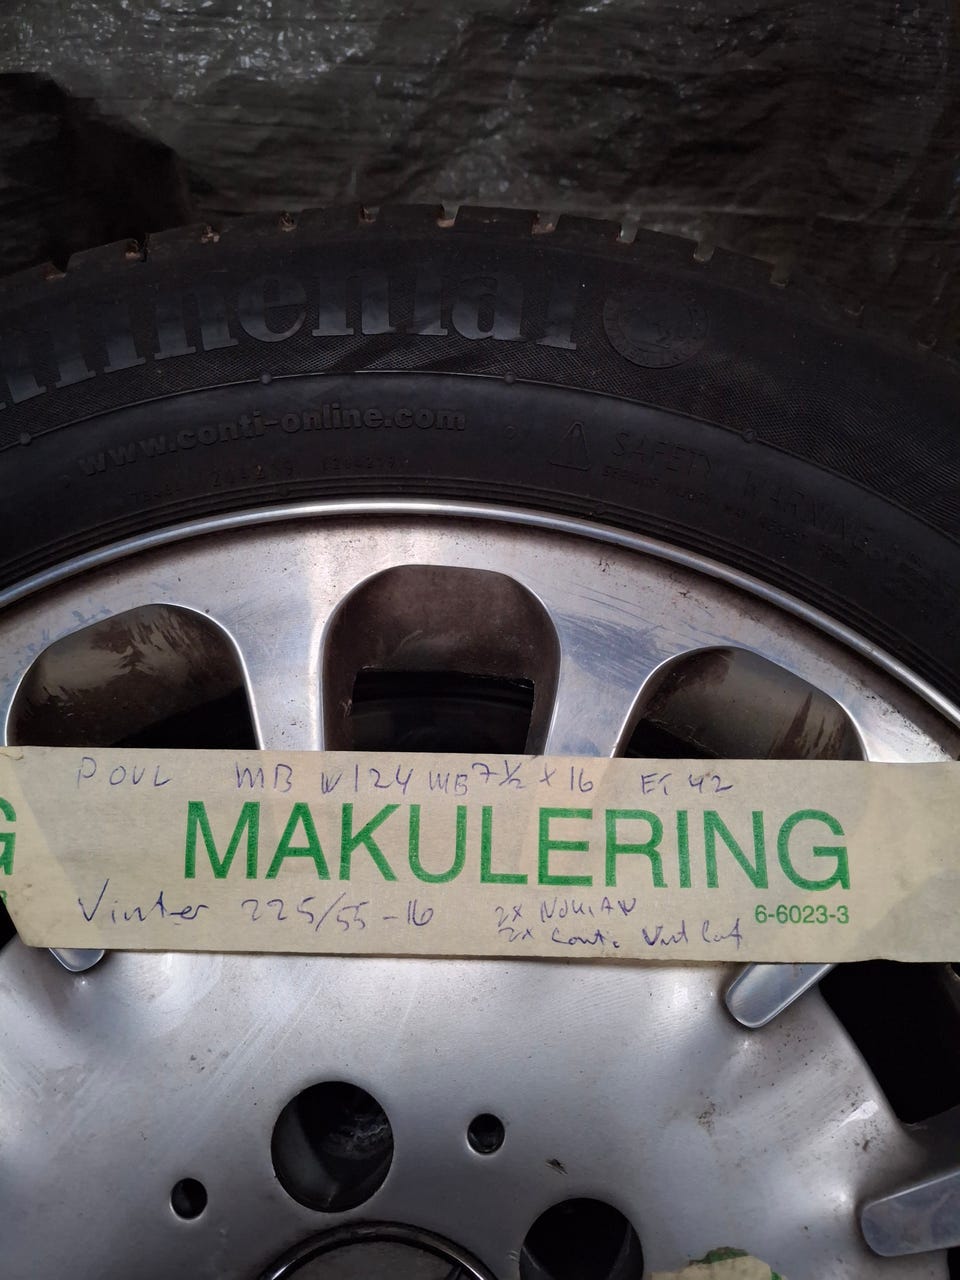 ntinental
www.conti-online.com
SAFETY WARNING
POUL MB W124 MB 7½ x 16 ET 42
MAKULERING
Vinter 225/55-16 2x NOKIAN
6-6023-3
2x Conti